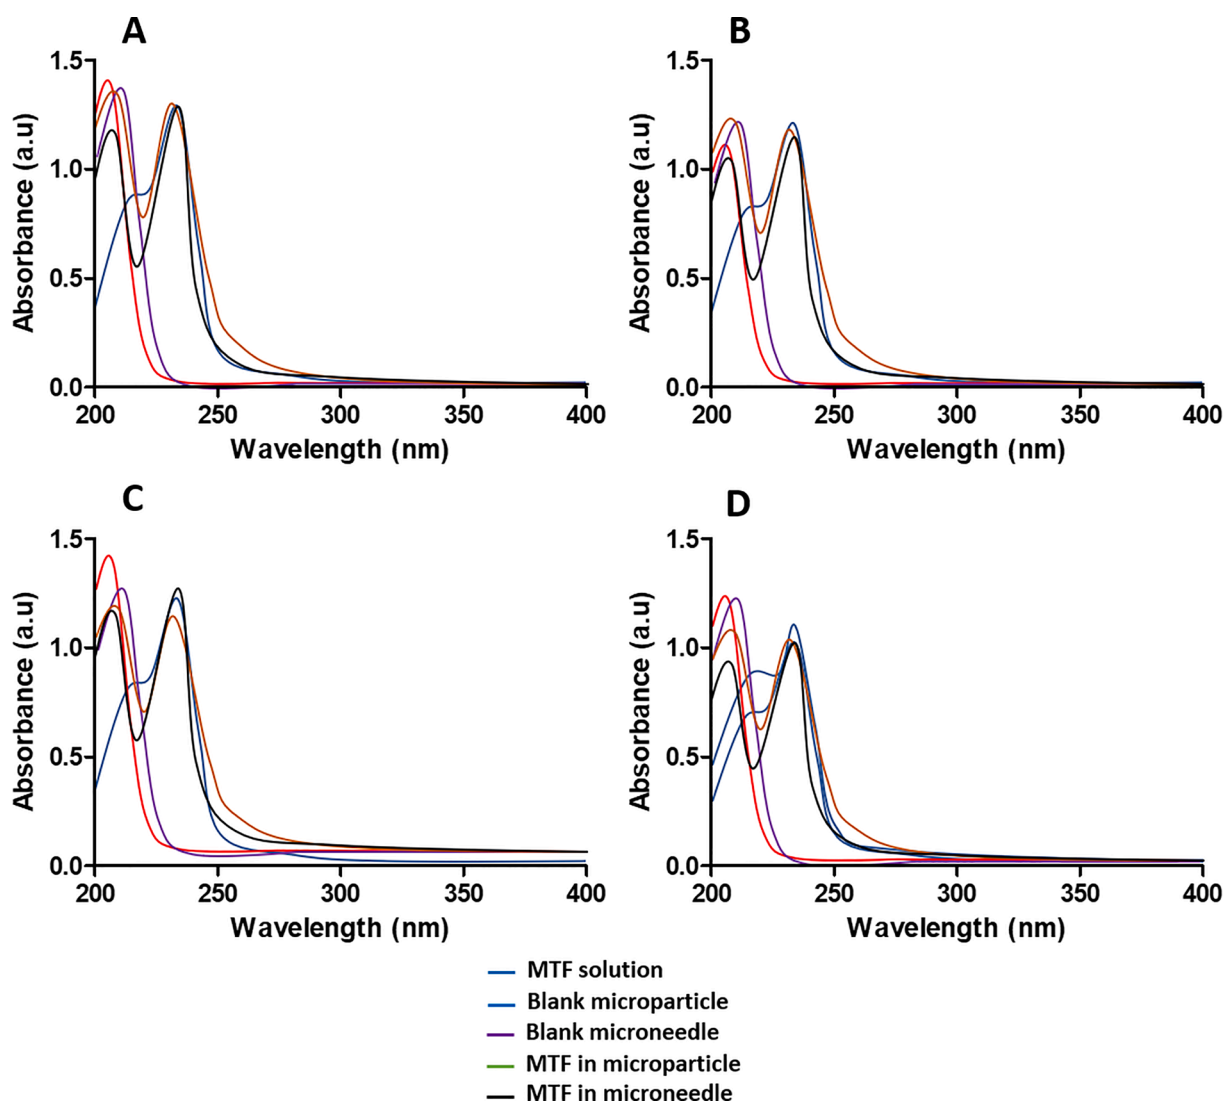 A
B
1.5
1.0
0.5
0.0
200 250 300 350 400
Absorbance (a.u)
Wavelength (nm)
1.5
1.0
0.5
0.0
200 250 300 350 400
Absorbance (a.u)
Wavelength (nm)
C
D
1.5
1.0
0.5
0.0
200 250 300 350 400
Absorbance (a.u)
Wavelength (nm)
1.5
1.0
0.5
0.0
200 250 300 350 400
Absorbance (a.u)
Wavelength (nm)
MTF solution
Blank microparticle
Blank microneedle
MTF in microparticle
MTF in microneedle